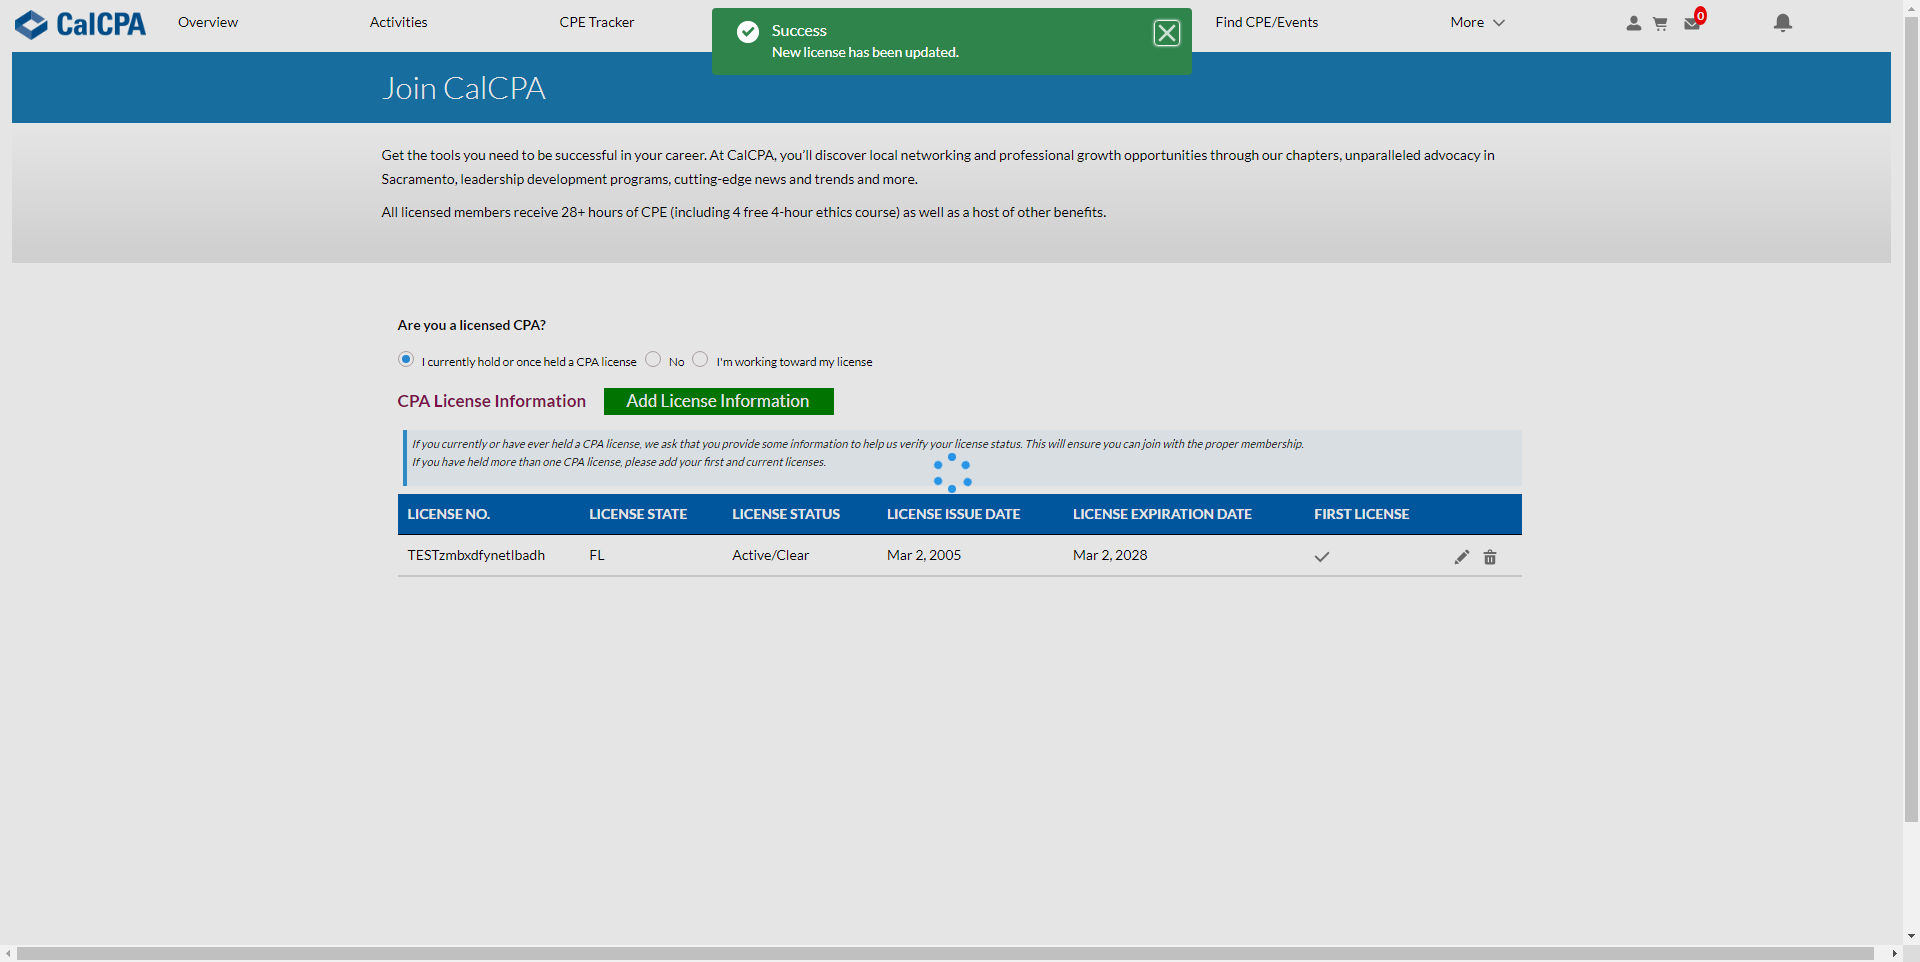 CalCPA
Overview
Activities
CPE Tracker
Find CPE/Events
More
0
Success
New license has been updated.
Join CalCPA
Get the tools you need to be successful in your career. At CalCPA, you’ll discover local networking and professional growth opportunities through our chapters, unparalleled advocacy in
Sacramento, leadership development programs, cutting-edge news and trends and more.
All licensed members receive 28+ hours of CPE (including 4 free 4-hour ethics course) as well as a host of other benefits.
Are you a licensed CPA?
I currently hold or once held a CPA license No I'm working toward my license
CPA License Information Add License Information
If you currently or have ever held a CPA license, we ask that you provide some information to help us verify your license status. This will ensure you can join with the proper membership.
If you have held more than one CPA license, please add your first and current licenses.
LICENSE NO. LICENSE STATE LICENSE STATUS LICENSE ISSUE DATE LICENSE EXPIRATION DATE FIRST LICENSE
TESTzmbxdfynetlbadh FL Active/Clear Mar 2, 2005 Mar 2, 2028